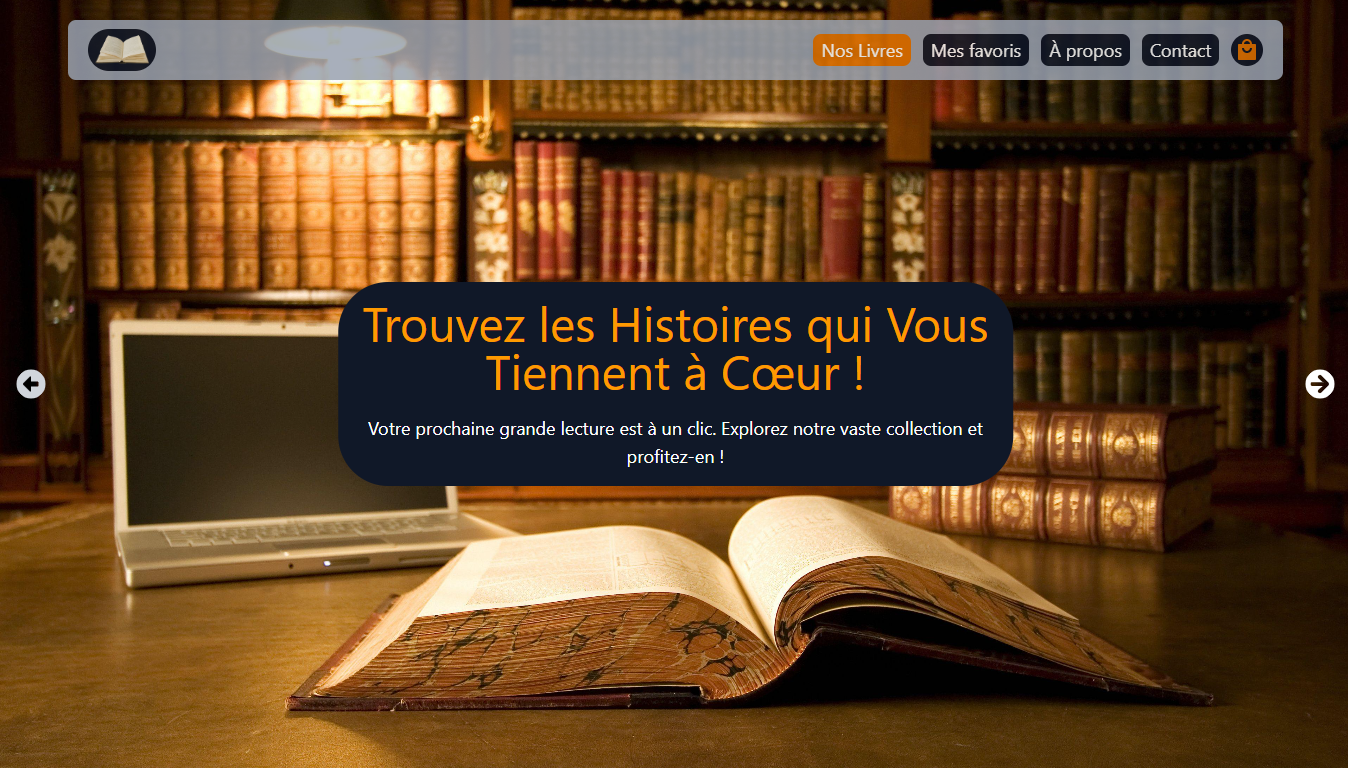 Nos Livres
Mes favoris
À propos
Contact
Trouvez les Histoires qui Vous
Tiennent à Cœur !
Votre prochaine grande lecture est à un clic. Explorez notre vaste collection et
profitez-en !